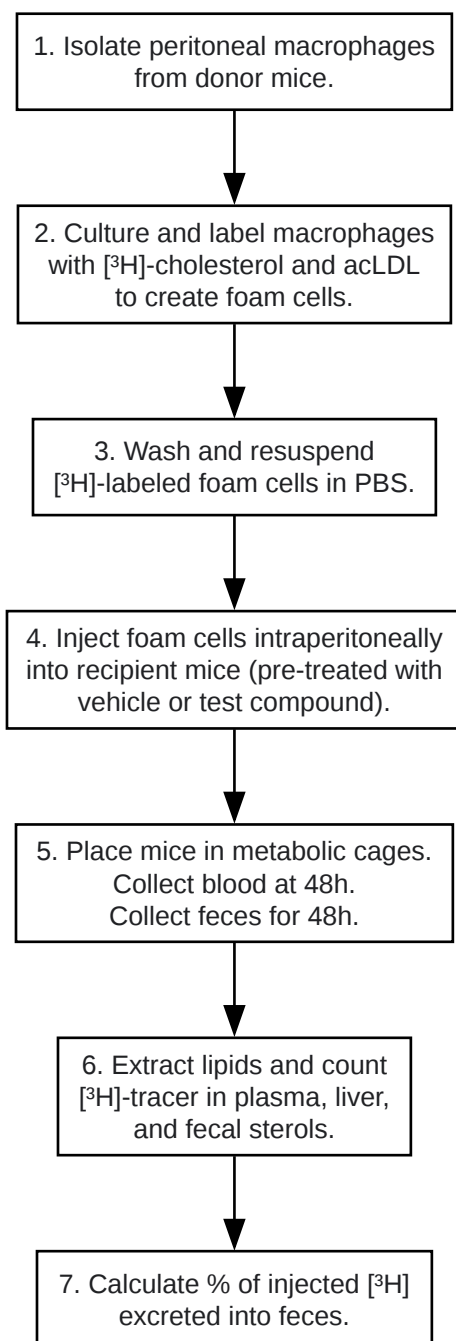 1. Isolate peritoneal macrophages
from donor mice.
2. Culture and label macrophages
with [³H]-cholesterol and acLDL
to create foam cells.
3. Wash and resuspend
[³H]-labeled foam cells in PBS.
4. Inject foam cells intraperitoneally
into recipient mice (pre-treated with
vehicle or test compound).
5. Place mice in metabolic cages.
Collect blood at 48h.
Collect feces for 48h.
6. Extract lipids and count
[³H]-tracer in plasma, liver,
and fecal sterols.
7. Calculate % of injected [³H]
excreted into feces.